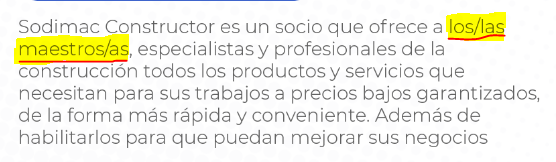 Sodimac Constructor es un socio que ofrece a los/las
maestros/as, especialistas y profesionales de la
construcción todos los productos y servicios que
necesitan para sus trabajos a precios bajos garantizados,
de la forma más rápida y conveniente. Además de
habilitarlos para que puedan mejorar sus negocios